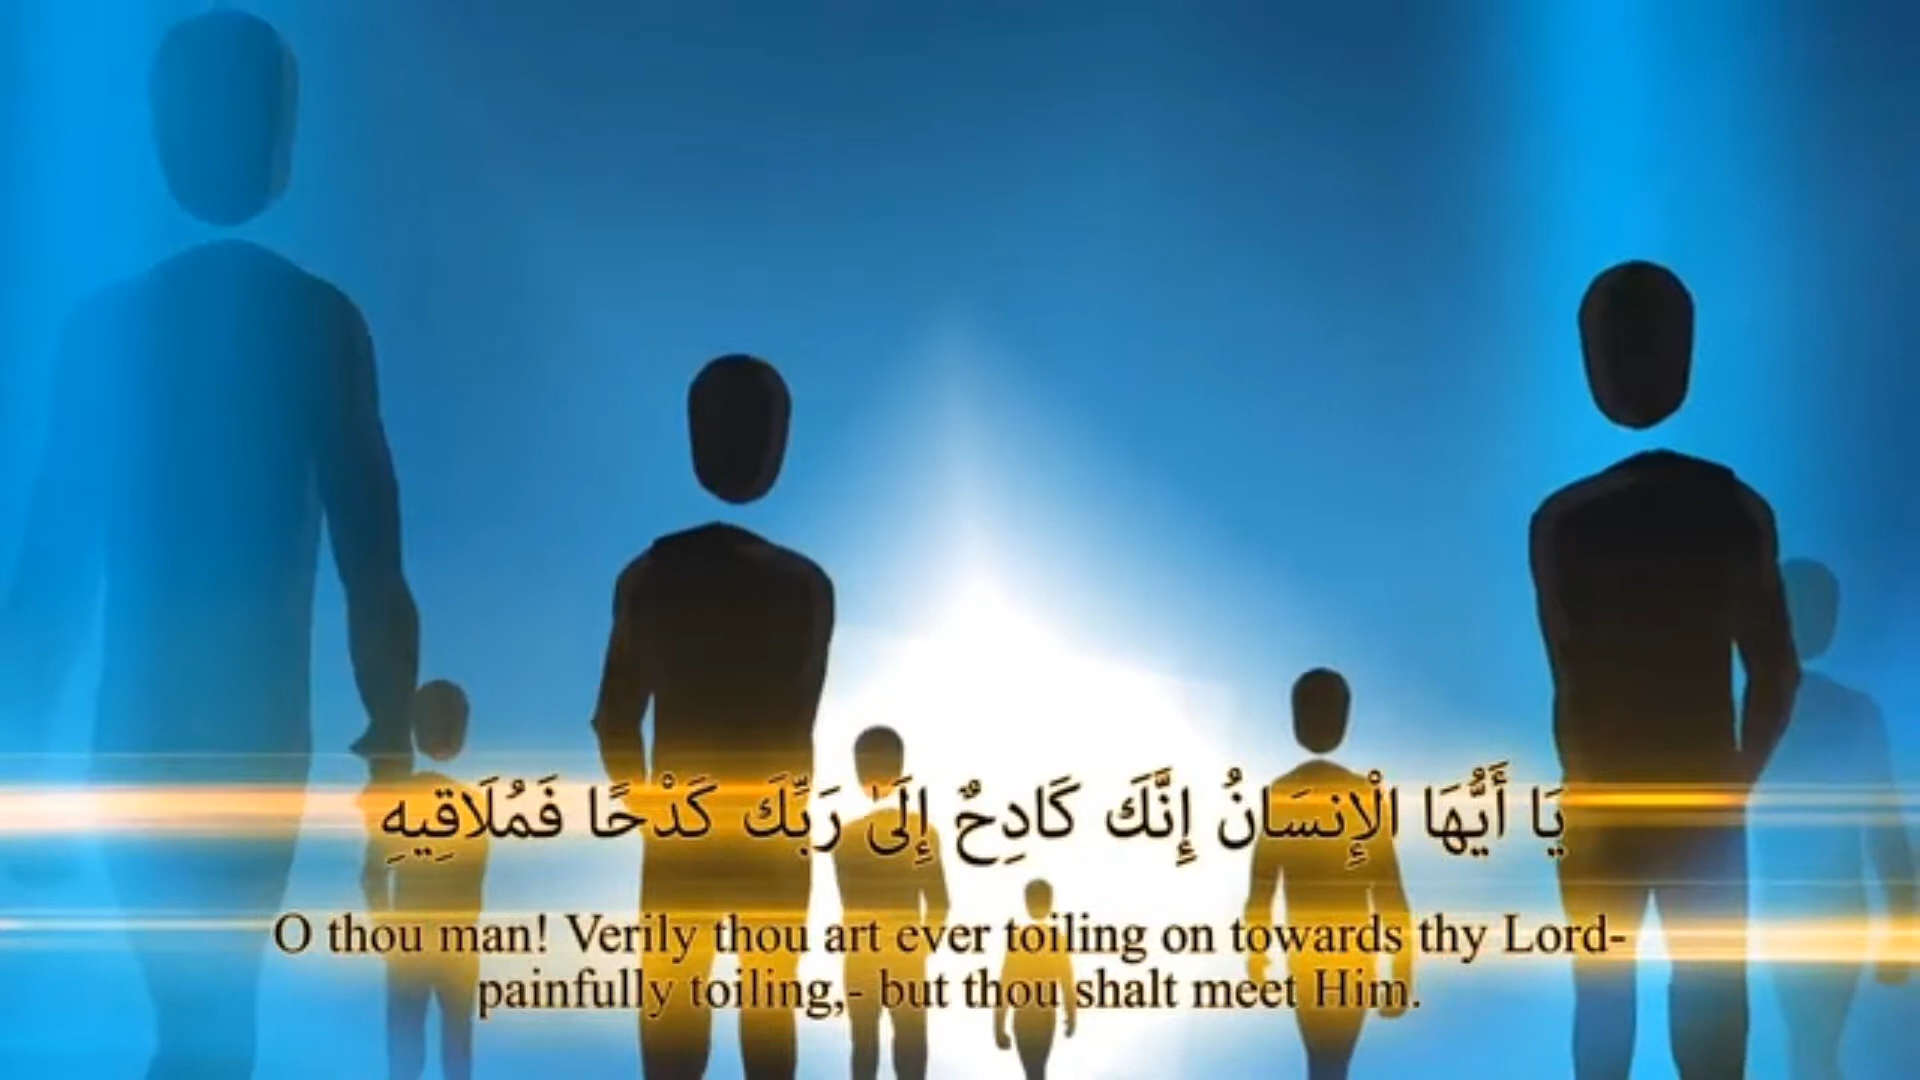 يَا أَيُّهَا الْإِنسَانُ إِنَّكَ كَادِحٌ إِلَىٰ رَبِّكَ كَدْحًا فَمُلَاقِيهِ
O thou man! Verily thou art ever toiling on towards thy Lord-
painfully toiling,- but thou shalt meet Him.